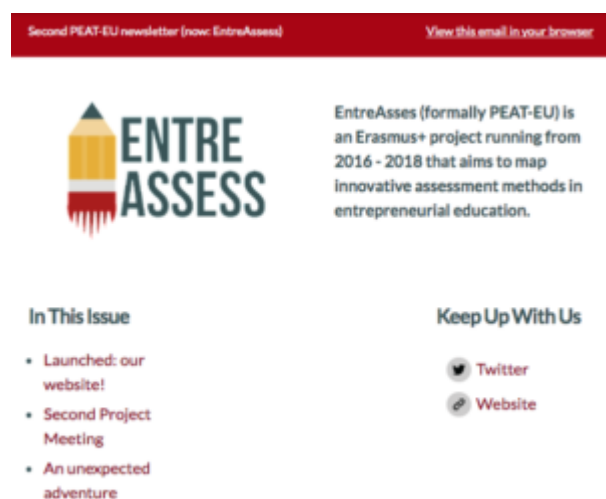 Second PEAT-EU newsletter (now: EntreAssess)
View this email in your browser
ENTRE
ASSESS
EntreAsses (formally PEAT-EU) is
an Erasmus+ project running from
2016 - 2018 that aims to map
innovative assessment methods in
entrepreneurial education.
In This Issue
• Launched: our
website!
• Second Project
Meeting
• An unexpected
adventure
Keep Up With Us
Twitter
Website